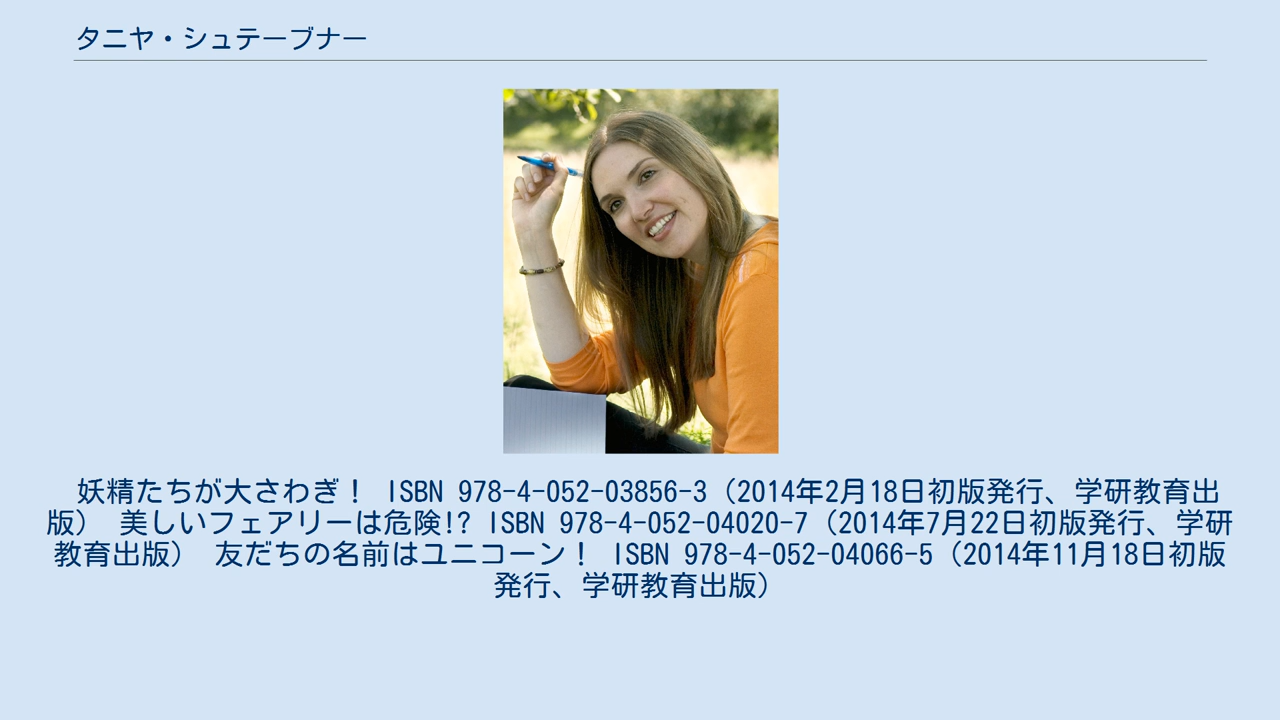 タニヤ・シュテーブナー
妖精たちが大さわぎ！ ISBN 978-4-052-03856-3（2014年2月18日初版発行、学研教育出
版） 美しいフェアリーは危険!? ISBN 978-4-052-04020-7（2014年7月22日初版発行、学研
教育出版） 友だちの名前はユニコーン！ ISBN 978-4-052-04066-5（2014年11月18日初版
発行、学研教育出版）